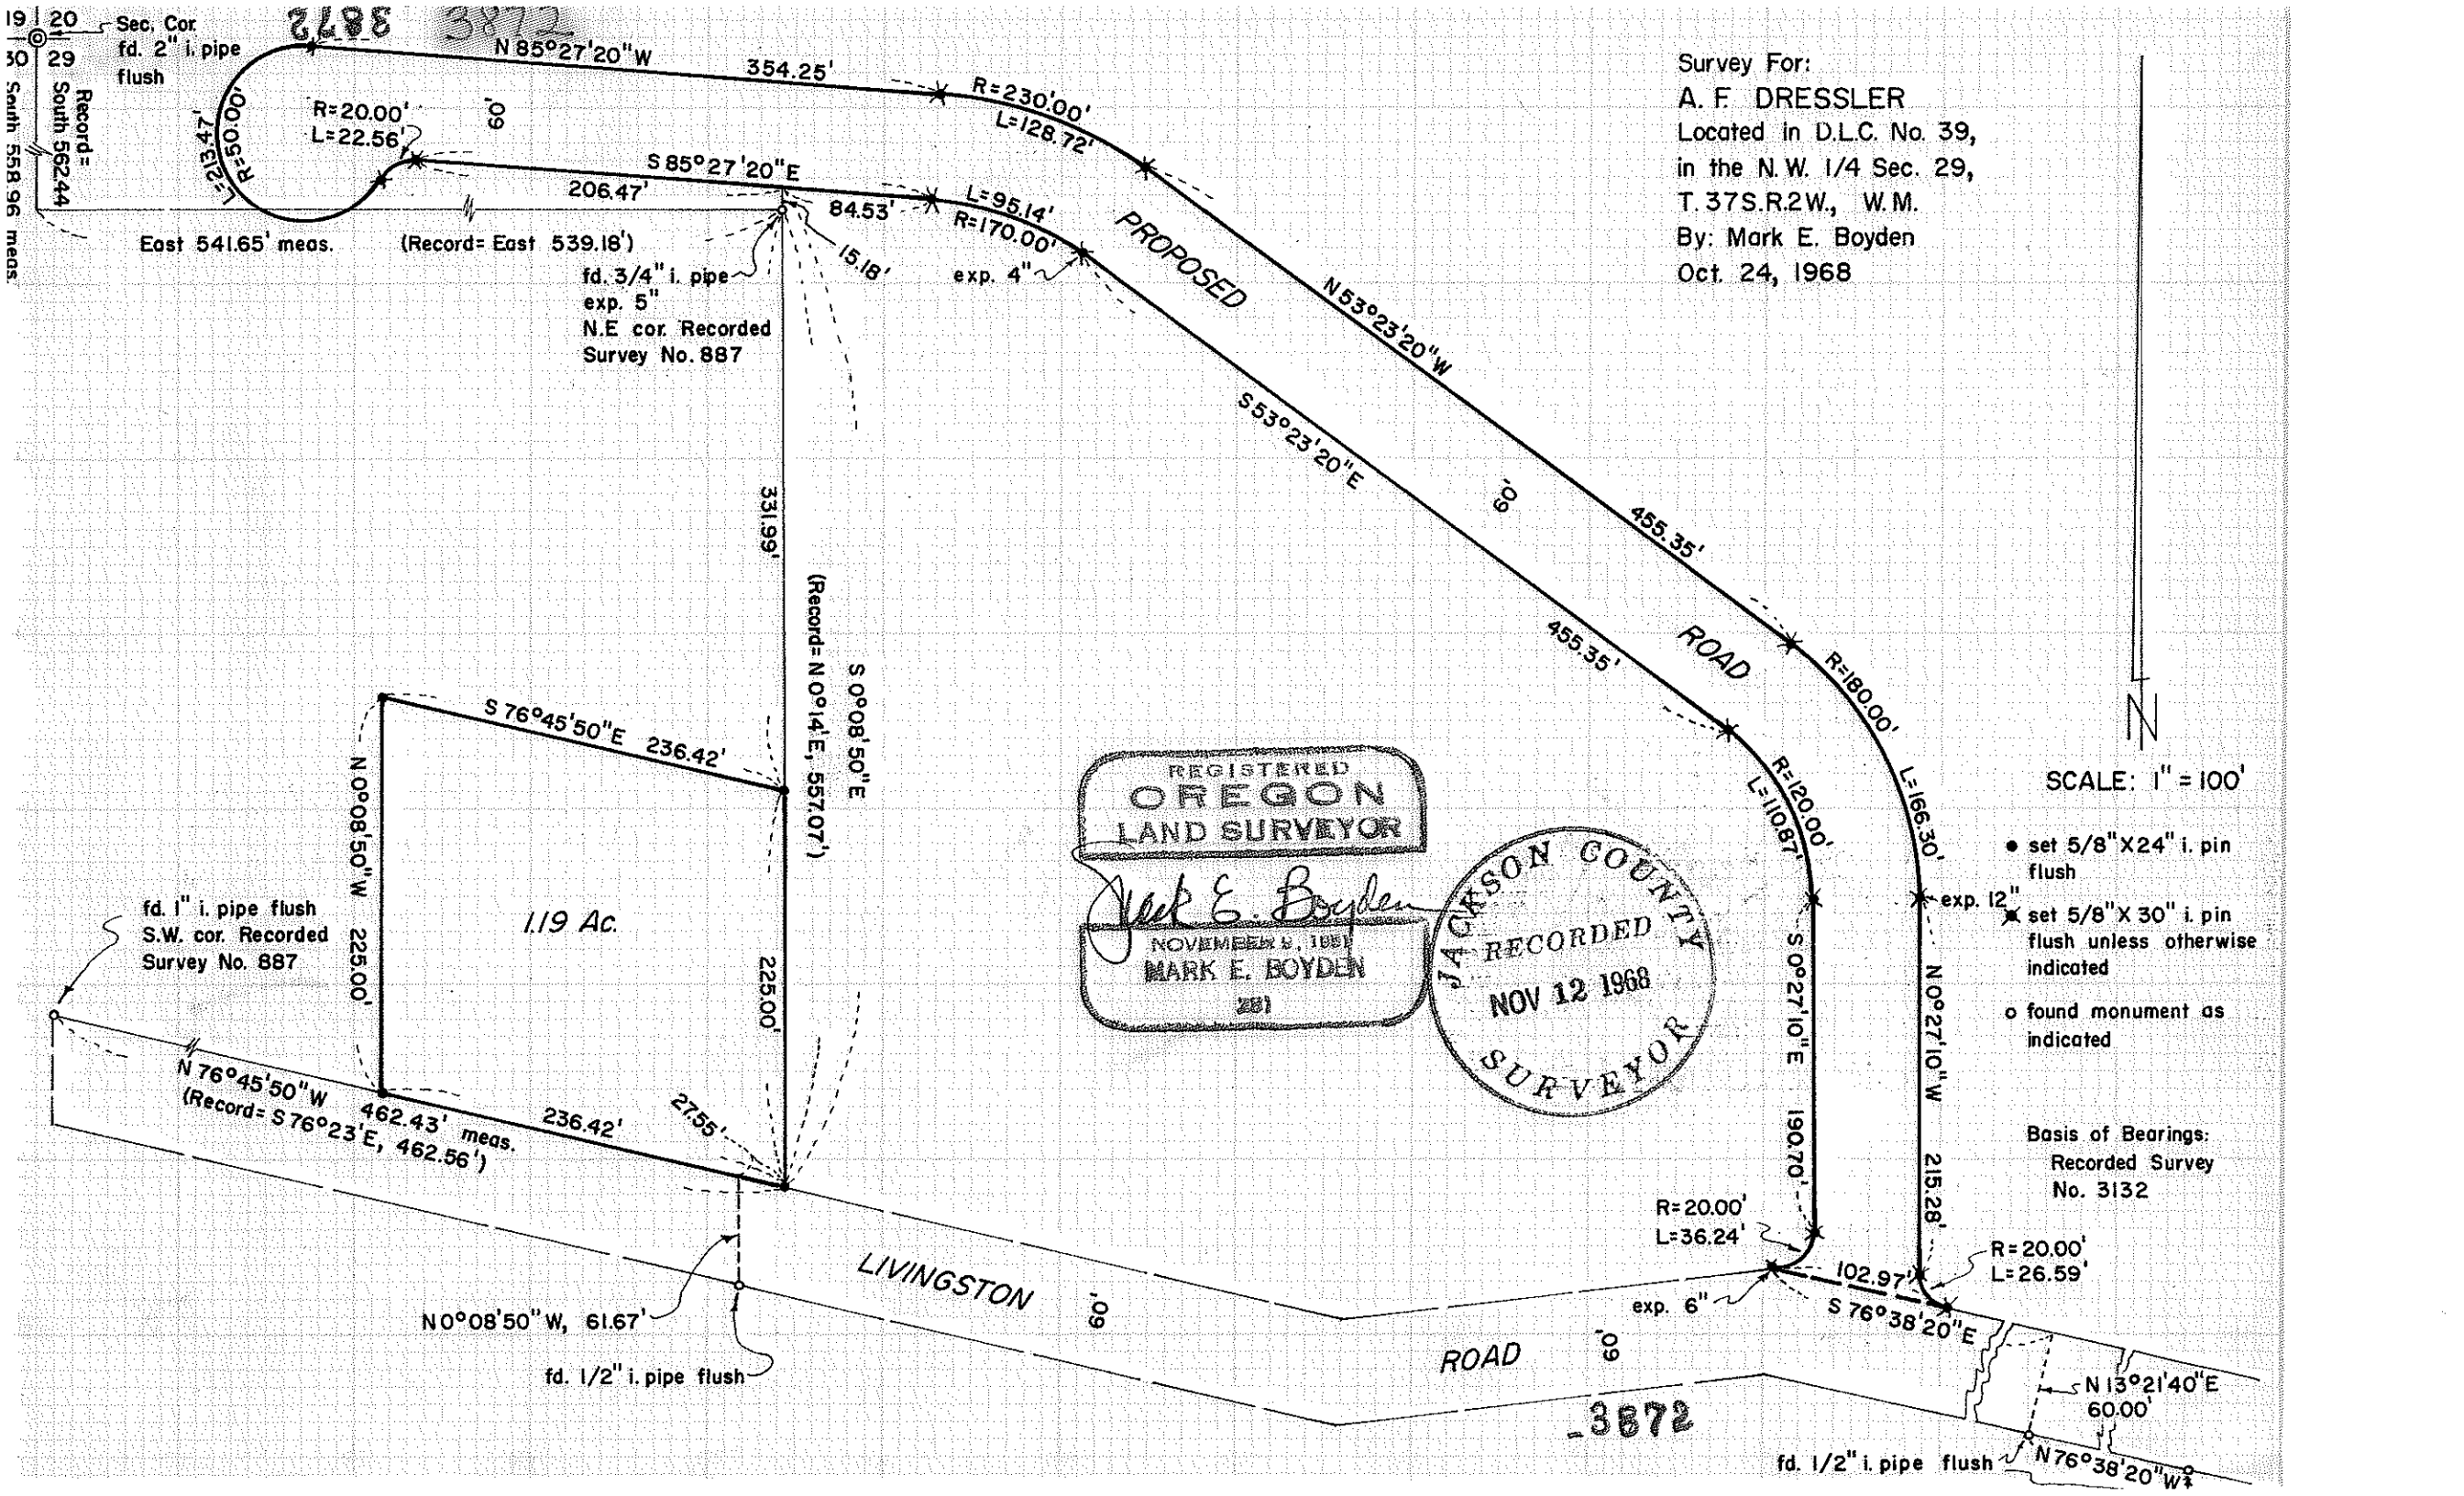 3872
3872
19 20
30 29
Sec. Cor.
fd. 2" i. pipe
flush
Record =
South 562.44
South 558.96 meas.
N 85°27'20" W
354.25'
R=230.00'
L=128.72'
R=50.00'
L=213.47'
R=20.00'
L=22.56'
60'
S 85°27'20" E
206.47'
84.53'
L=95.14'
R=170.00'
exp. 4"
East 541.65' meas.
(Record= East 539.18')
15.18'
fd. 3/4" i. pipe
exp. 5"
N.E cor. Recorded
Survey No. 887
Survey For:
A. F. DRESSLER
Located in D.L.C. No. 39,
in the N.W. 1/4 Sec. 29,
T. 37S. R.2W., W.M.
By: Mark E. Boyden
Oct. 24, 1968
PROPOSED
ROAD
N 53°23'20" W
455.35'
S 53°23'20" E
455.35'
60'
331.99'
(Record= N 0°14'E, 557.07')
S 0°08'50" E
S 76°45'50" E 236.42'
N 0°08'50" W 225.00'
1.19 Ac.
225.00'
R=180.00'
L=166.30'
R=120.00'
L=110.87'
N
SCALE: 1" = 100'
set 5/8" X 24" i. pin
flush
exp. 12"
set 5/8" X 30" i. pin
flush unless otherwise
indicated
found monument as
indicated
Basis of Bearings:
Recorded Survey
No. 3132
REGISTERED
OREGON
LAND SURVEYOR
Mark E. Boyden
MARK E. BOYDEN
281
JACKSON COUNTY
RECORDED
NOV 12 1968
SURVEYOR
S 0°27'10" E 190.70'
N 0°27'10" W 215.28'
fd. 1" i. pipe flush
S.W. cor. Recorded
Survey No. 887
N 76°45'50" W 462.43' meas.
(Record= S 76°23'E, 462.56')
236.42'
27.55'
N 0°08'50" W, 61.67'
fd. 1/2" i. pipe flush
LIVINGSTON
60'
ROAD
60'
R=20.00'
L=36.24'
exp. 6"
102.97'
S 76°38'20" E
R=20.00'
L=26.59'
N 13°21'40" E
60.00'
fd. 1/2" i. pipe flush
N 76°38'20" W
3872